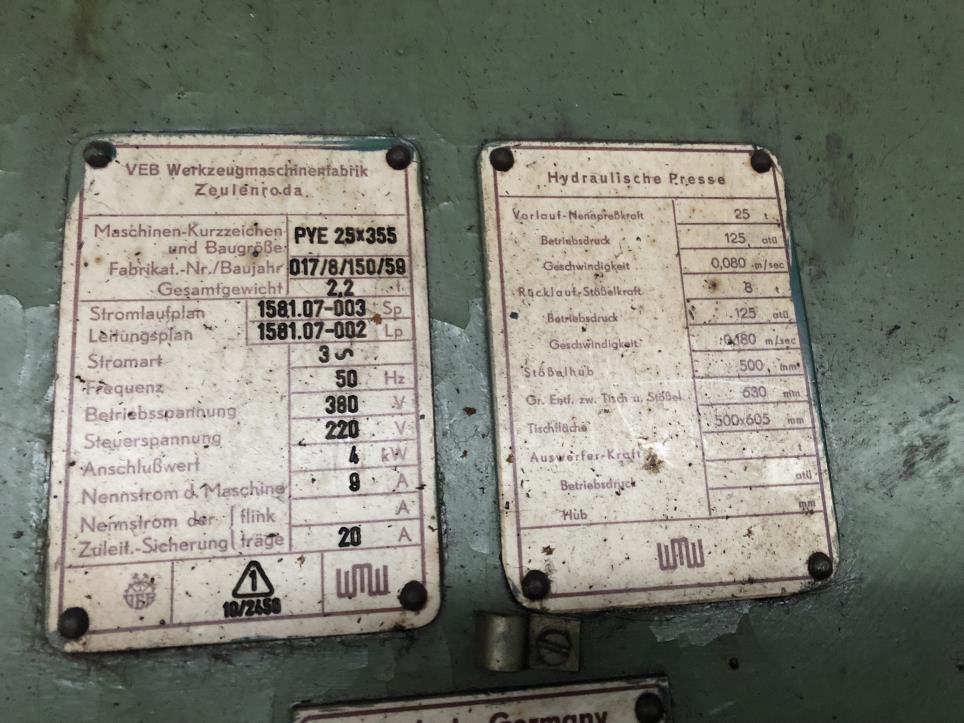 VEB Werkzeugmaschinenfabrik
Zeulenroda
Maschinen-Kurzzeichen
und Baugröße PYE 25x355
Fabrikat.-Nr./Baujahr 017/8/150/59
Gesamtgewicht 2,2 t
Stromlaufplan 1581.07-003 Sp
Leitungsplan 1581.07-002 Lp
Stromart 3 ∽
Frequenz 50 Hz
Betriebsspannung 380 V
Steuerspannung 220 V
Anschlußwert 4 kW
Nennstrom d. Maschine 9 A
Nennstrom der flink A
Zuleit.-Sicherung träge 20 A
1
10/2450
WMW
Hydraulische Presse
Vorlauf-Nennpreßkraft 25 t
Betriebsdruck 125 atü
Geschwindigkeit 0,080 m/sec
Rücklauf-Stößelkraft 8 t
Betriebsdruck 125 atü
Geschwindigkeit 0,180 m/sec
Stößelhub 500 mm
Gr. Entf. zw. Tisch u. Stößel 630 mm
Tischfläche 500x605 mm
Auswerfer-Kraft t
Betriebsdruck atü
Hub mm
WMW
Germany